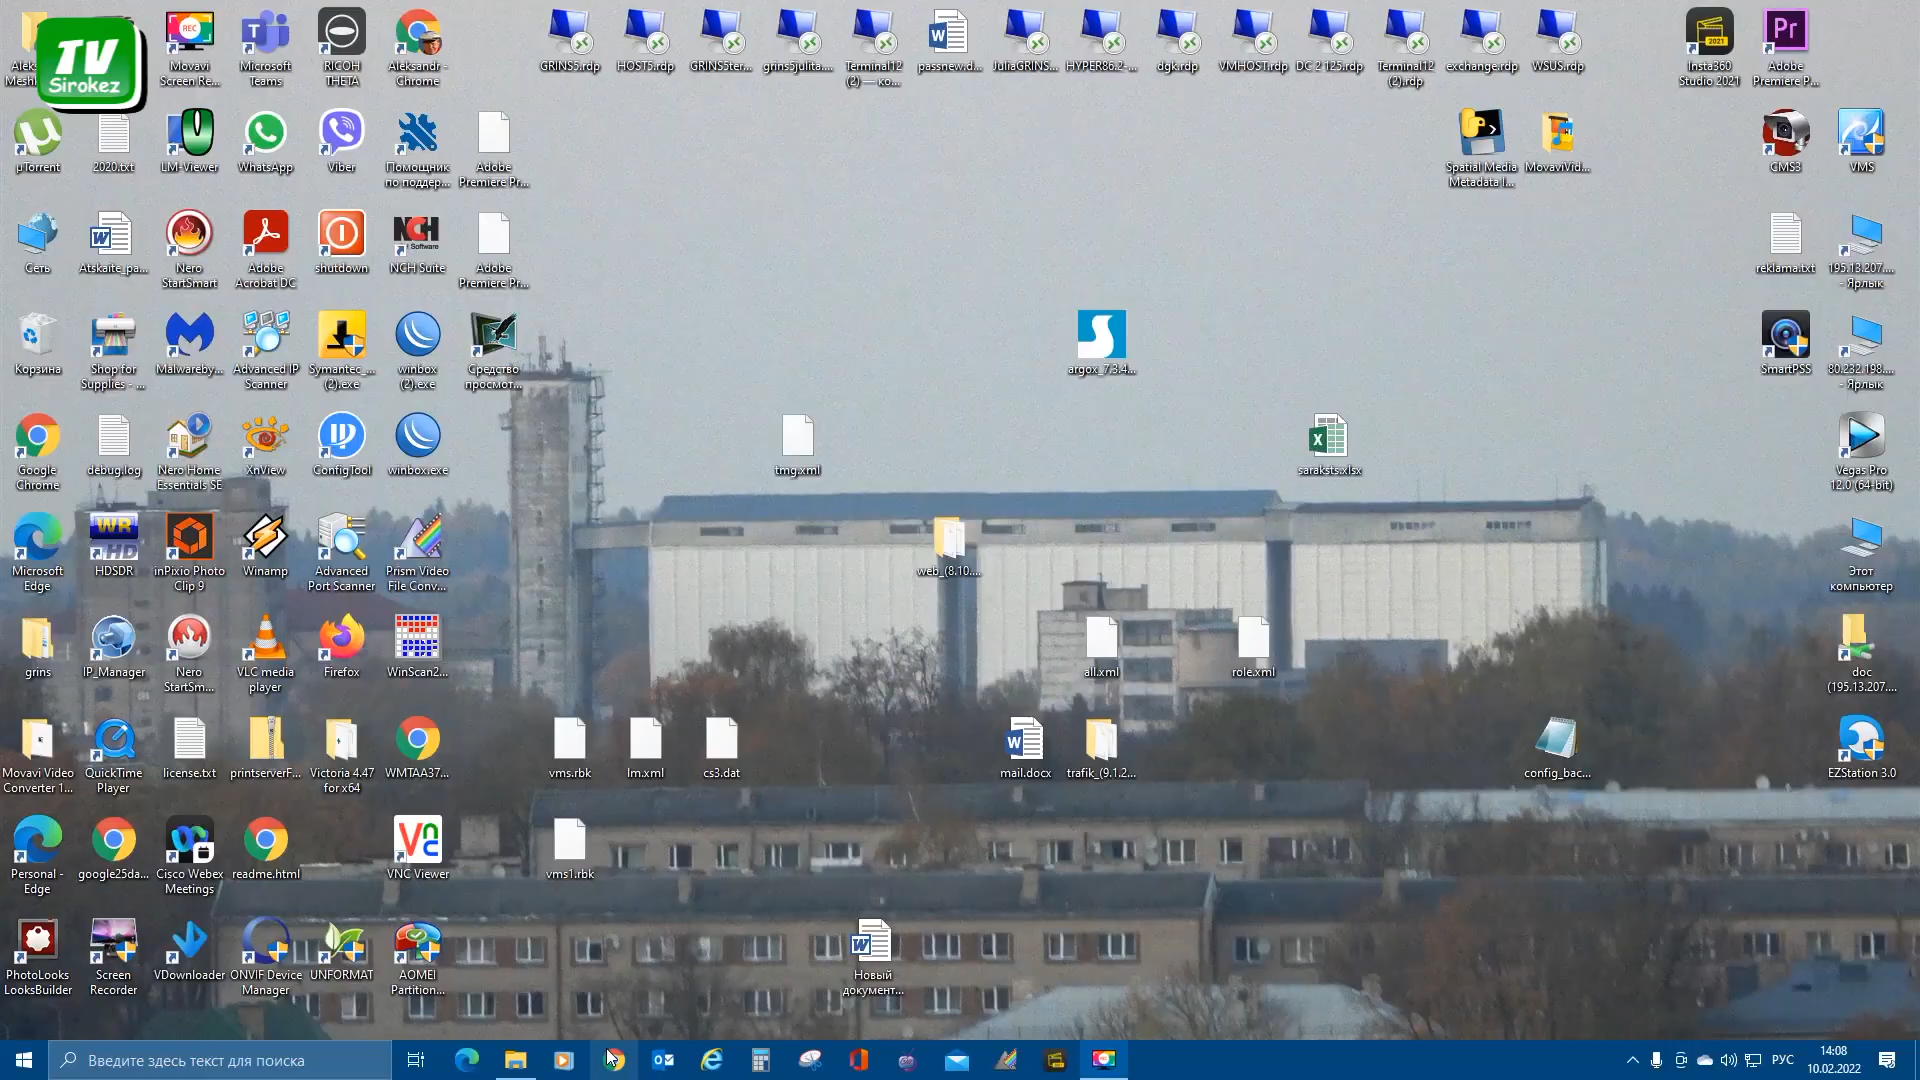 Movavi
Screen Re...
Microsoft
Teams
RICOH
THETA
Aleksandr -
Chrome
GRINS5.rdp
HOST5.rdp
GRINS5ter...
grins5julita....
Terminal12
(2) — ко...
passnew.d...
JuliaGRINS...
HYPER86.2-...
dgk.rdp
VMHOST.rdp
DC 2 125.rdp
Terminal12
(2).rdp
exchange.rdp
WSUS.rdp
Insta360
Studio 2021
Adobe
Premiere P...
TV
Sirokez
µTorrent
2020.txt
LM-Viewer
WhatsApp
Viber
Помощник
по поддер...
Adobe
Premiere Pr...
Spatial Media
Metadata I...
MovaviVid...
CMS3
VMS
Сеть
Atskaite_pa...
Nero
StartSmart
Adobe
Acrobat DC
shutdown
NCH Suite
Adobe
Premiere Pr...
reklama.txt
195.13.207....
- Ярлык
Корзина
Shop for
Supplies - ...
Malwareby...
Advanced IP
Scanner
Symantec_...
(2).exe
winbox
(2).exe
Средство
просмот...
argox_7.3.4...
SmartPSS
80.232.198....
- Ярлык
Google
Chrome
debug.log
Nero Home
Essentials SE
XnView
ConfigTool
winbox.exe
tmg.xml
saraksts.xlsx
Vegas Pro
12.0 (64-bit)
Microsoft
Edge
HDSDR
inPixio Photo
Clip 9
Winamp
Advanced
Port Scanner
Prism Video
File Conv...
web_(8.10....
Этот
компьютер
grins
IP_Manager
Nero
StartSm...
VLC media
player
Firefox
WinScan2...
all.xml
role.xml
doc
(195.13.207....
Movavi Video
Converter 1...
QuickTime
Player
license.txt
printserverF...
Victoria 4.47
for x64
WMTAA37...
vms.rbk
lm.xml
cs3.dat
mail.docx
trafik_(9.1.2...
config_bac...
EZStation 3.0
Personal -
Edge
google25da...
Cisco Webex
Meetings
readme.html
VNC Viewer
vms1.rbk
PhotoLooks
LooksBuilder
Screen
Recorder
VDownloader
ONVIF Device
Manager
UNFORMAT
AOMEI
Partition...
Новый
документ...
Введите здесь текст для поиска
РУС
14:08
10.02.2022